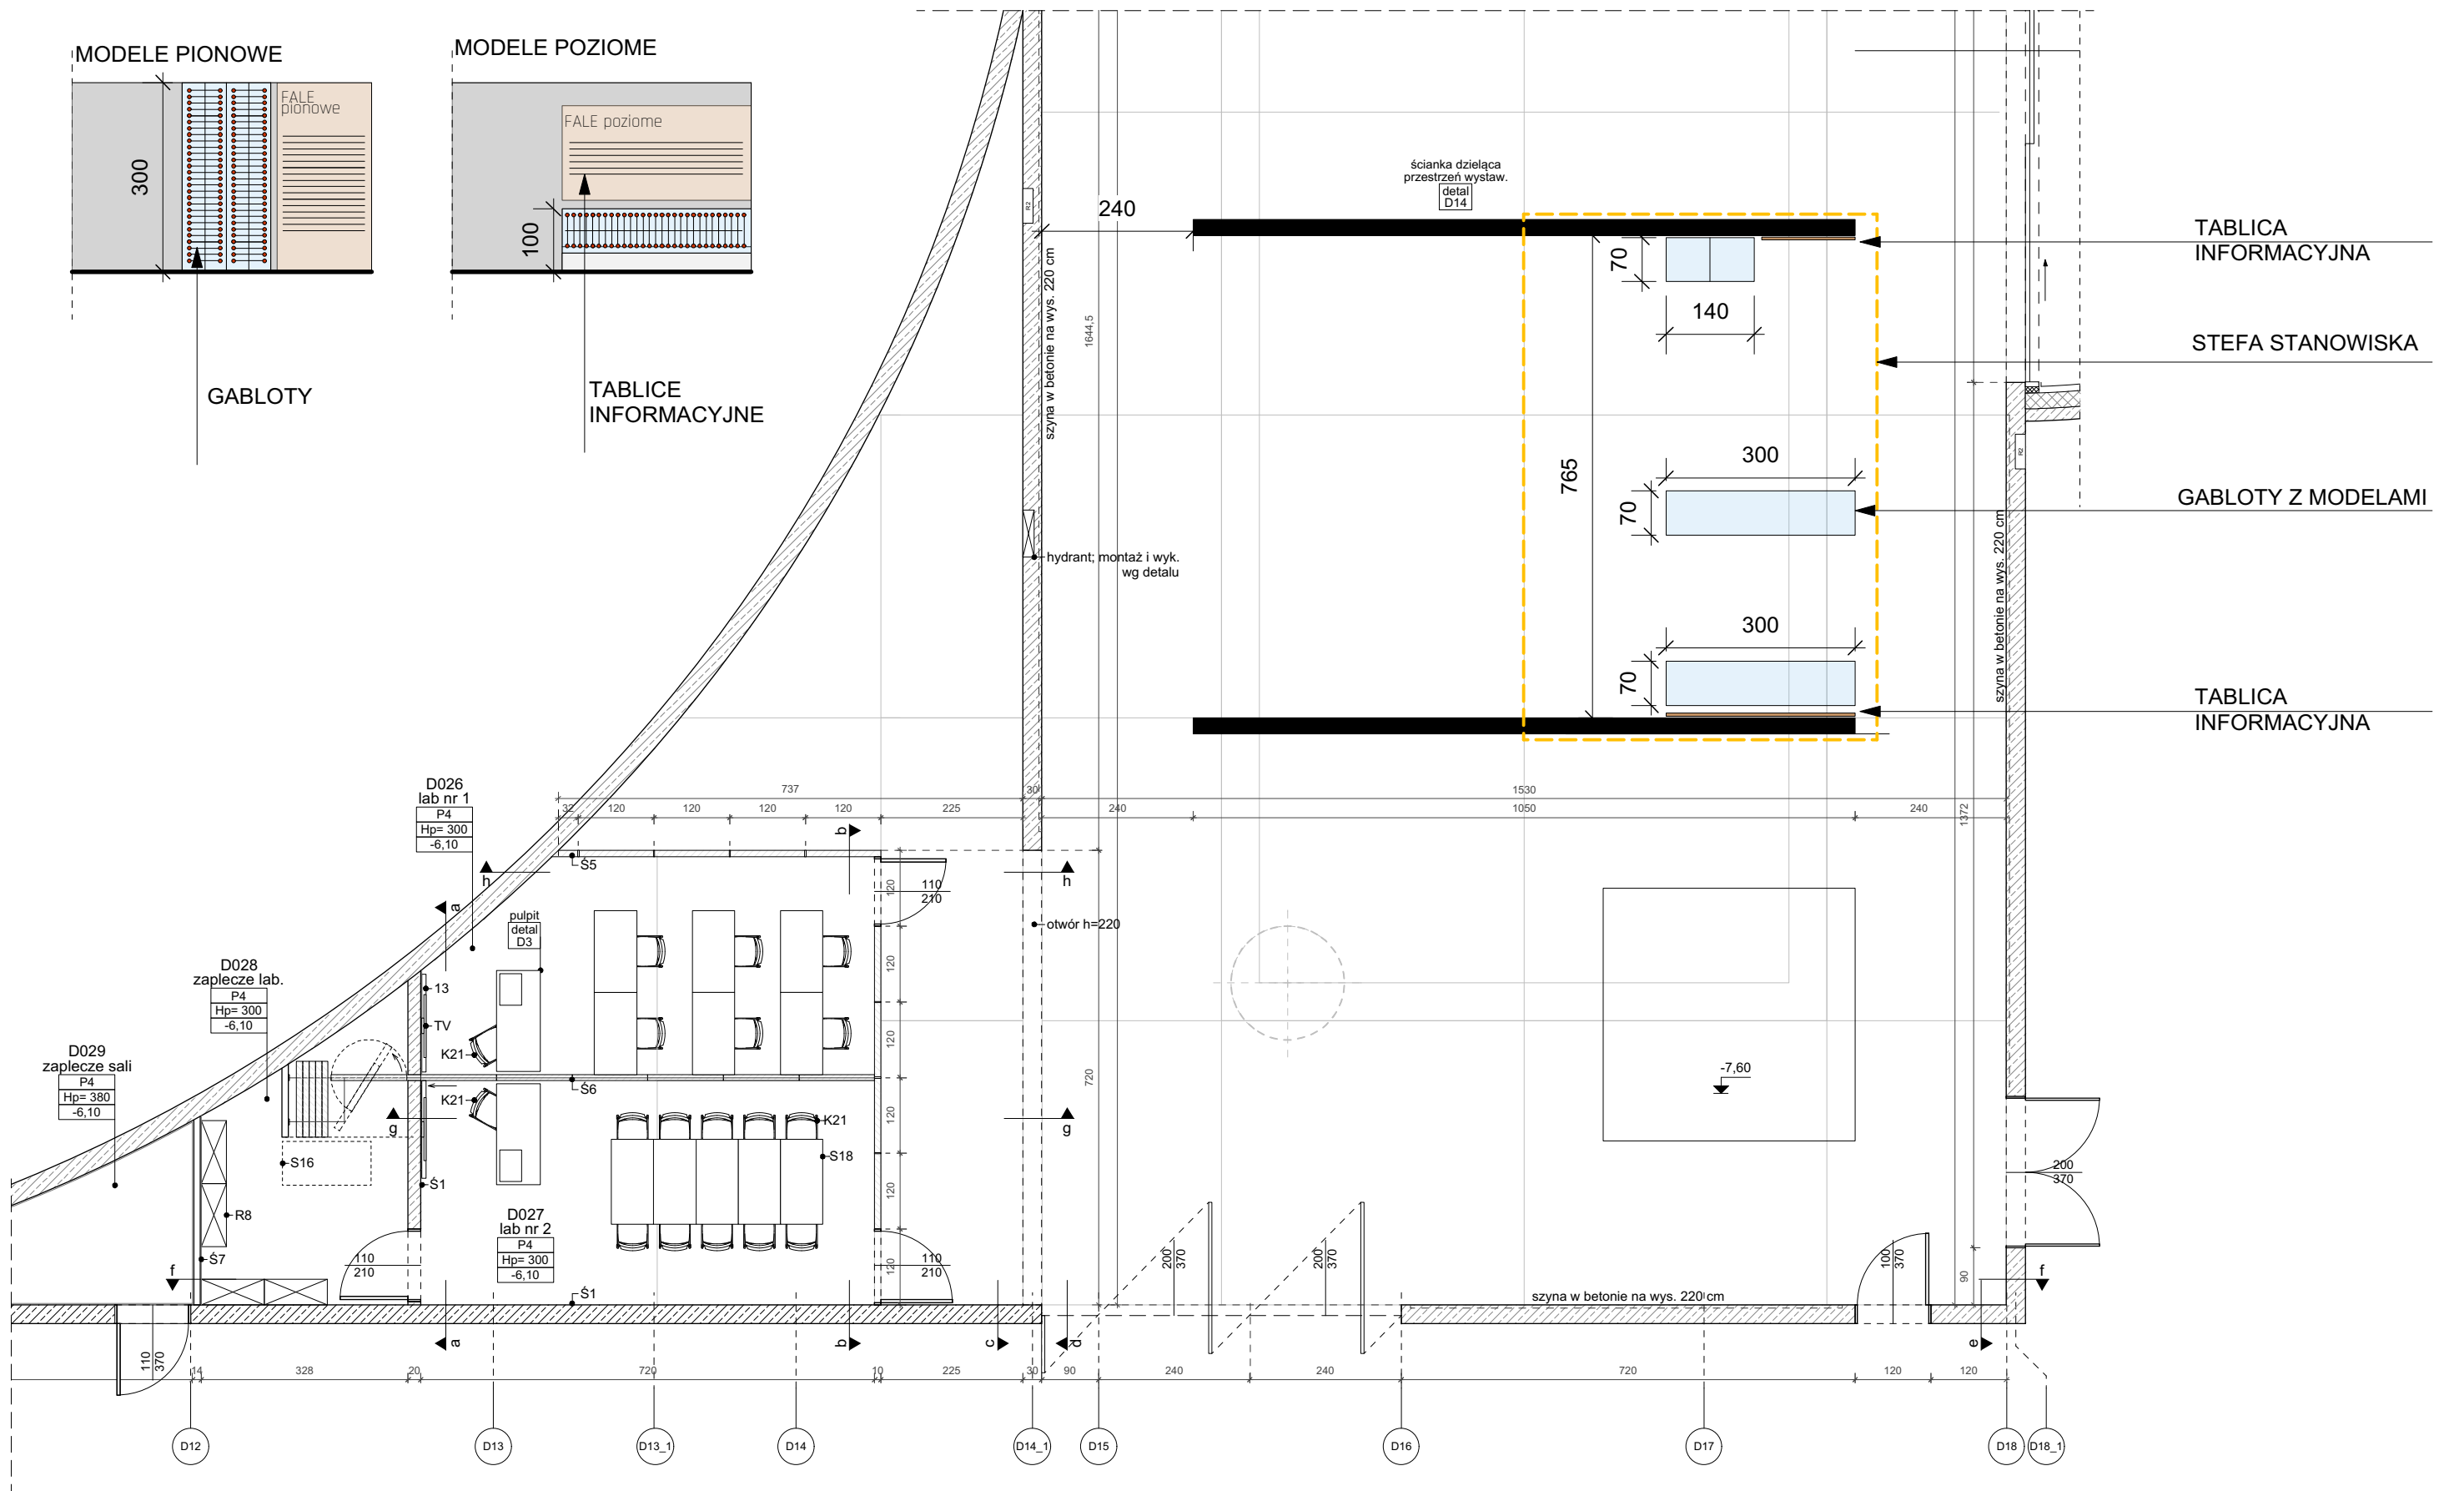 MODELE PIONOWE
FALE
pionowe
300
GABLOTY
MODELE POZIOME
FALE poziome
100
TABLICE
INFORMACYJNE
ścianka dzieląca
przestrzeń wystaw.
detal
D14
240
R2
szyna w betonie na wys. 220 cm
1644,5
70
140
765
300
70
300
70
TABLICA
INFORMACYJNA
STEFA STANOWISKA
GABLOTY Z MODELAMI
TABLICA
INFORMACYJNA
R2
szyna w betonie na wys. 220 cm
hydrant; montaż i wyk.
wg detalu
737
30
1530
32
120
120
120
120
225
240
1050
240
1372
D026
lab nr 1
P4
Hp= 300
-6,10
b
Ś5
h
h
110
210
120
a
pulpit
detal
D3
otwór h=220
D028
zaplecze lab.
P4
Hp= 300
-6,10
13
TV
K21
120
120
D029
zaplecze sali
P4
Hp= 380
-6,10
Ś6
K21
-7,60
720
g
g
120
K21
S18
S16
Ś1
120
R8
D027
lab nr 2
P4
Hp= 300
-6,10
Ś7
f
110
210
110
210
120
Ś1
200
370
200
370
200
370
100
370
90
f
szyna w betonie na wys. 220 cm
110
370
a
b
c
d
e
14
328
20
720
10
225
30
90
240
240
720
120
120
D12
D13
D13_1
D14
D14_1
D15
D16
D17
D18
D18_1